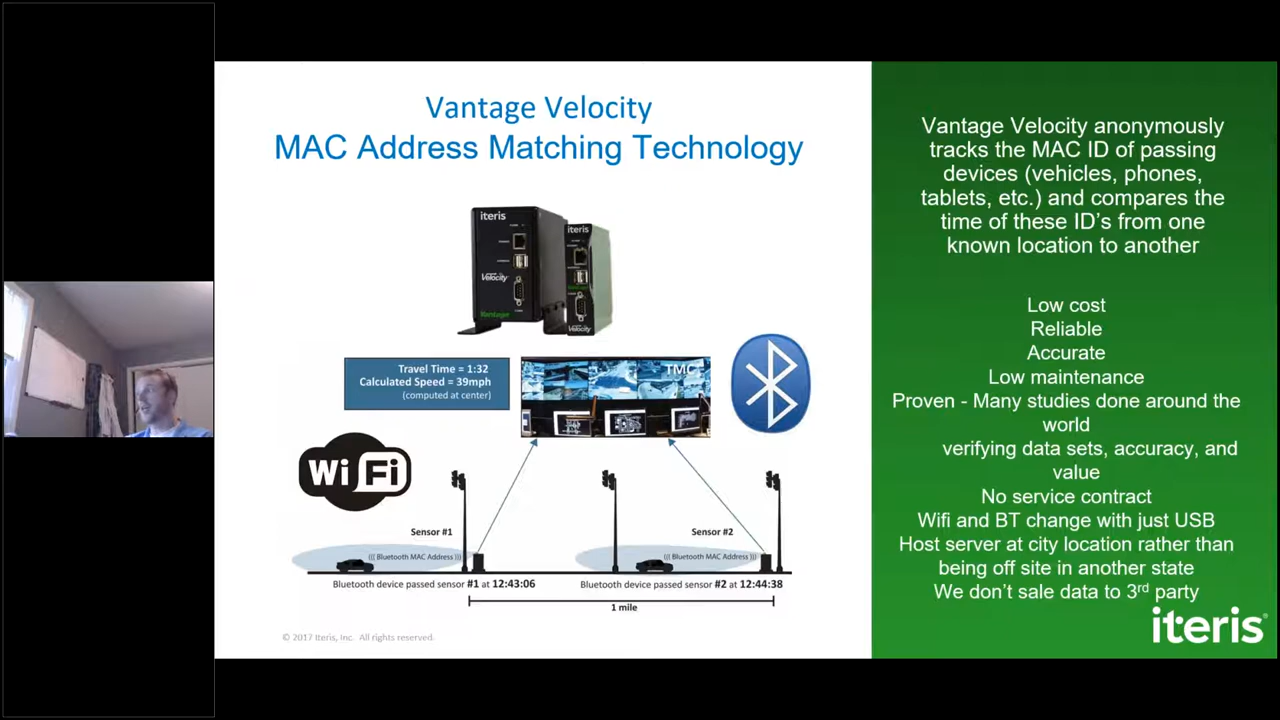 Vantage Velocity
MAC Address Matching Technology
iteris
Velocity
Vantage
iteris
Velocity
Travel Time = 1:32
Calculated Speed = 39mph
(computed at center)
TMC
Wi Fi
Sensor #1
Sensor #2
((( Bluetooth MAC Address )))
((( Bluetooth MAC Address )))
Bluetooth device passed sensor #1 at 12:43:06
Bluetooth device passed sensor #2 at 12:44:38
1 mile
© 2017 Iteris, Inc. All rights reserved.
Vantage Velocity anonymously
tracks the MAC ID of passing
devices (vehicles, phones,
tablets, etc.) and compares the
time of these ID's from one
known location to another
Low cost
Reliable
Accurate
Low maintenance
Proven - Many studies done around the
world
verifying data sets, accuracy, and
value
No service contract
Wifi and BT change with just USB
Host server at city location rather than
being off site in another state
We don't sale data to 3rd party
iteris